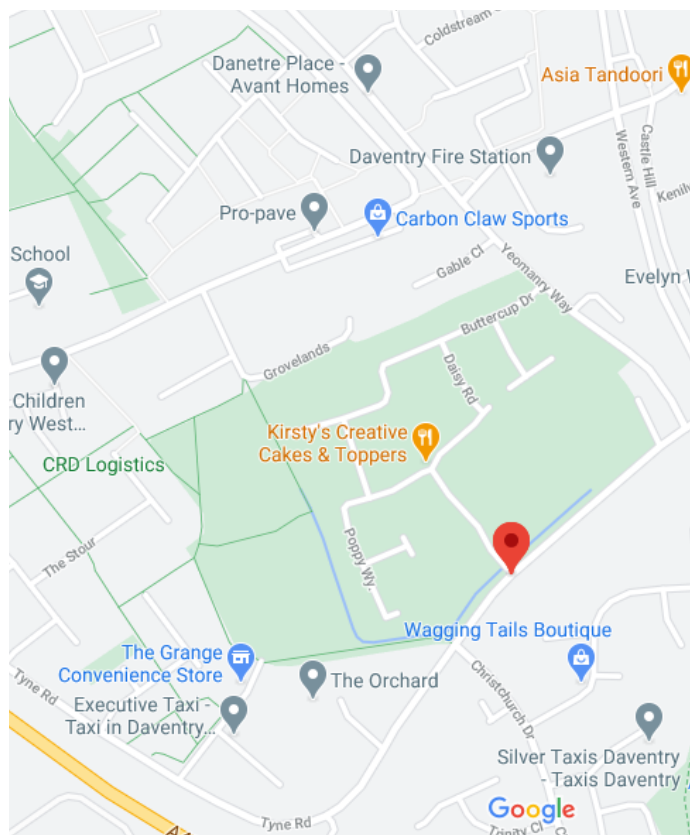 Coldstream C
Danetre Place -
Avant Homes
Asia Tandoori
Daventry Fire Station
Western Ave
Castle Hill
Kenilw
Pro-pave
Carbon Claw Sports
School
Gable Cl
Yeomanry Way
Evelyn W
Buttercup Dr
Grovelands
Daisy Rd
Children
ry West...
Kirsty's Creative
Cakes & Toppers
CRD Logistics
The Stour
Poppy Wy.
Wagging Tails Boutique
The Grange
Convenience Store
Tyne Rd
The Orchard
Christchurch Dr
Executive Taxi -
Taxi in Daventry...
Silver Taxis Daventry
- Taxis Daventry
Google
Tyne Rd
Trinity Cl